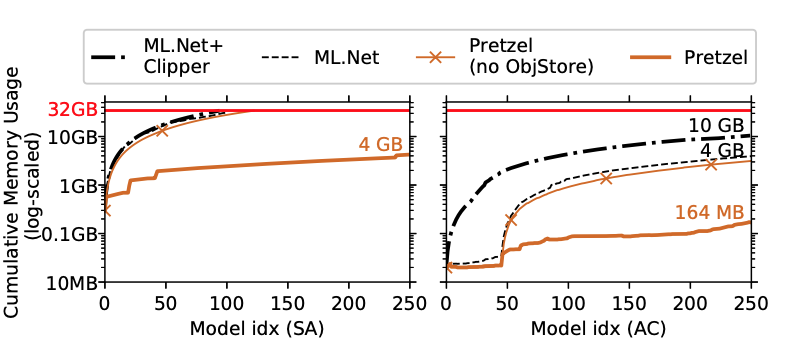 ML.Net+
Clipper
ML.Net
Pretzel
(no ObjStore)
Pretzel
Cumulative Memory Usage
(log-scaled)
32GB
10GB
1GB
0.1GB
10MB
4 GB
0 50 100 150 200 250
Model idx (SA)
10 GB
4 GB
164 MB
0 50 100 150 200 250
Model idx (AC)